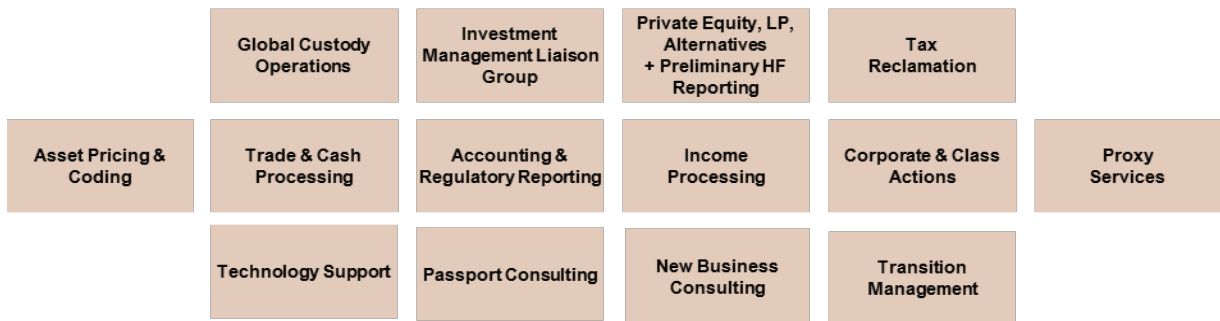 Global Custody
Operations
Investment
Management Liaison
Group
Private Equity, LP,
Alternatives
+ Preliminary HF
Reporting
Tax
Reclamation
Asset Pricing &
Coding
Trade & Cash
Processing
Accounting &
Regulatory Reporting
Income
Processing
Corporate & Class
Actions
Proxy
Services
Technology Support
Passport Consulting
New Business
Consulting
Transition
Management